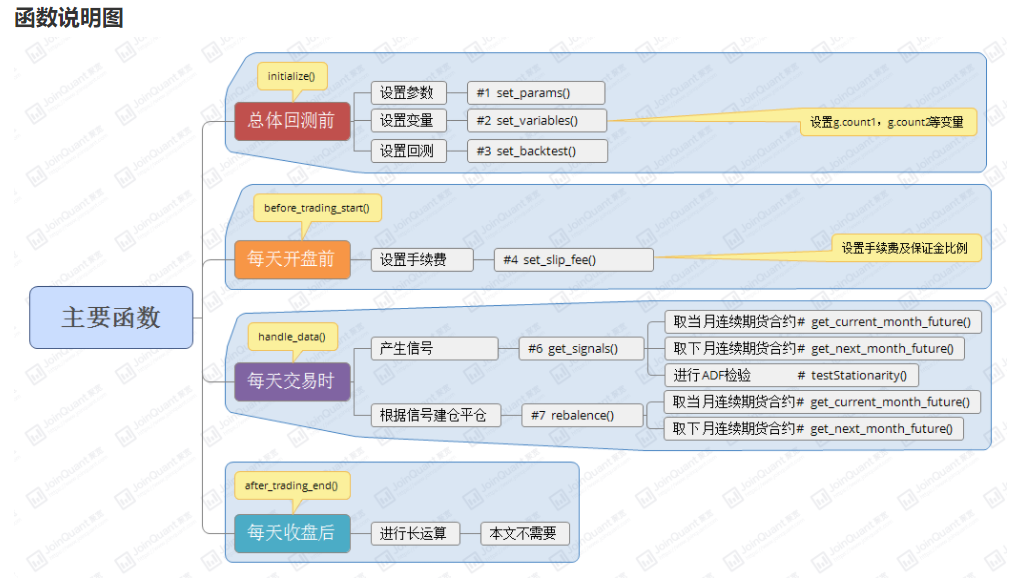 函数说明图
initialize()
总体回测前
设置参数
#1 set_params()
设置变量
#2 set_variables()
设置g.count1，g.count2等变量
设置回测
#3 set_backtest()
before_trading_start()
每天开盘前
设置手续费
#4 set_slip_fee()
设置手续费及保证金比例
主要函数
handle_data()
每天交易时
产生信号
#6 get_signals()
取当月连续期货合约# get_current_month_future()
取下月连续期货合约# get_next_month_future()
进行ADF检验 # testStationarity()
根据信号建仓平仓
#7 rebalence()
取当月连续期货合约# get_current_month_future()
取下月连续期货合约# get_next_month_future()
after_trading_end()
每天收盘后
进行长运算
本文不需要